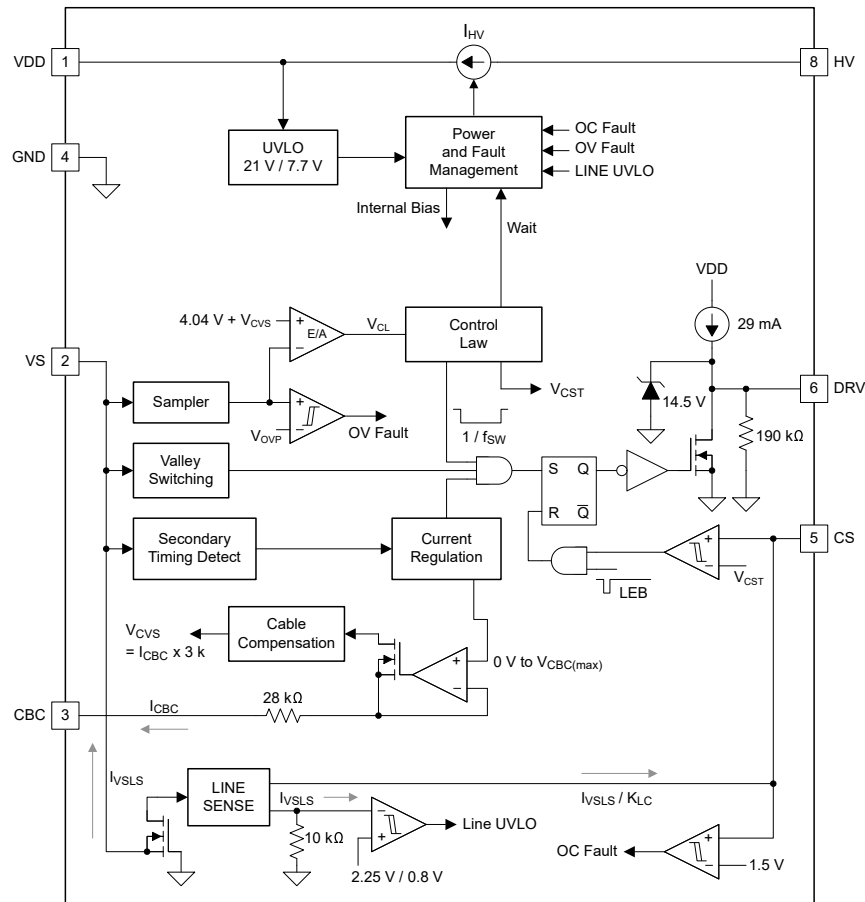 I_HV
VDD 1
8 HV
GND 4
UVLO
21 V / 7.7 V
Power
and Fault
Management
OC Fault
OV Fault
LINE UVLO
Internal Bias
Wait
VDD
29 mA
4.04 V + V_CVS
+
−
E/A
V_CL
Control
Law
V_CST
VS 2
Sampler
+
−
V_OVP
OV Fault
1 / f_SW
14.5 V
6 DRV
190 kΩ
Valley
Switching
S Q
R Q̅
Secondary
Timing Detect
Current
Regulation
LEB
+
−
V_CST
5 CS
V_CVS
= I_CBC x 3 k
Cable
Compensation
+
−
0 V to V_CBC(max)
CBC 3
I_CBC
28 kΩ
I_VSLS
LINE
SENSE
I_VSLS
I_VSLS / K_LC
10 kΩ
−
+
Line UVLO
2.25 V / 0.8 V
OC Fault
+
−
1.5 V